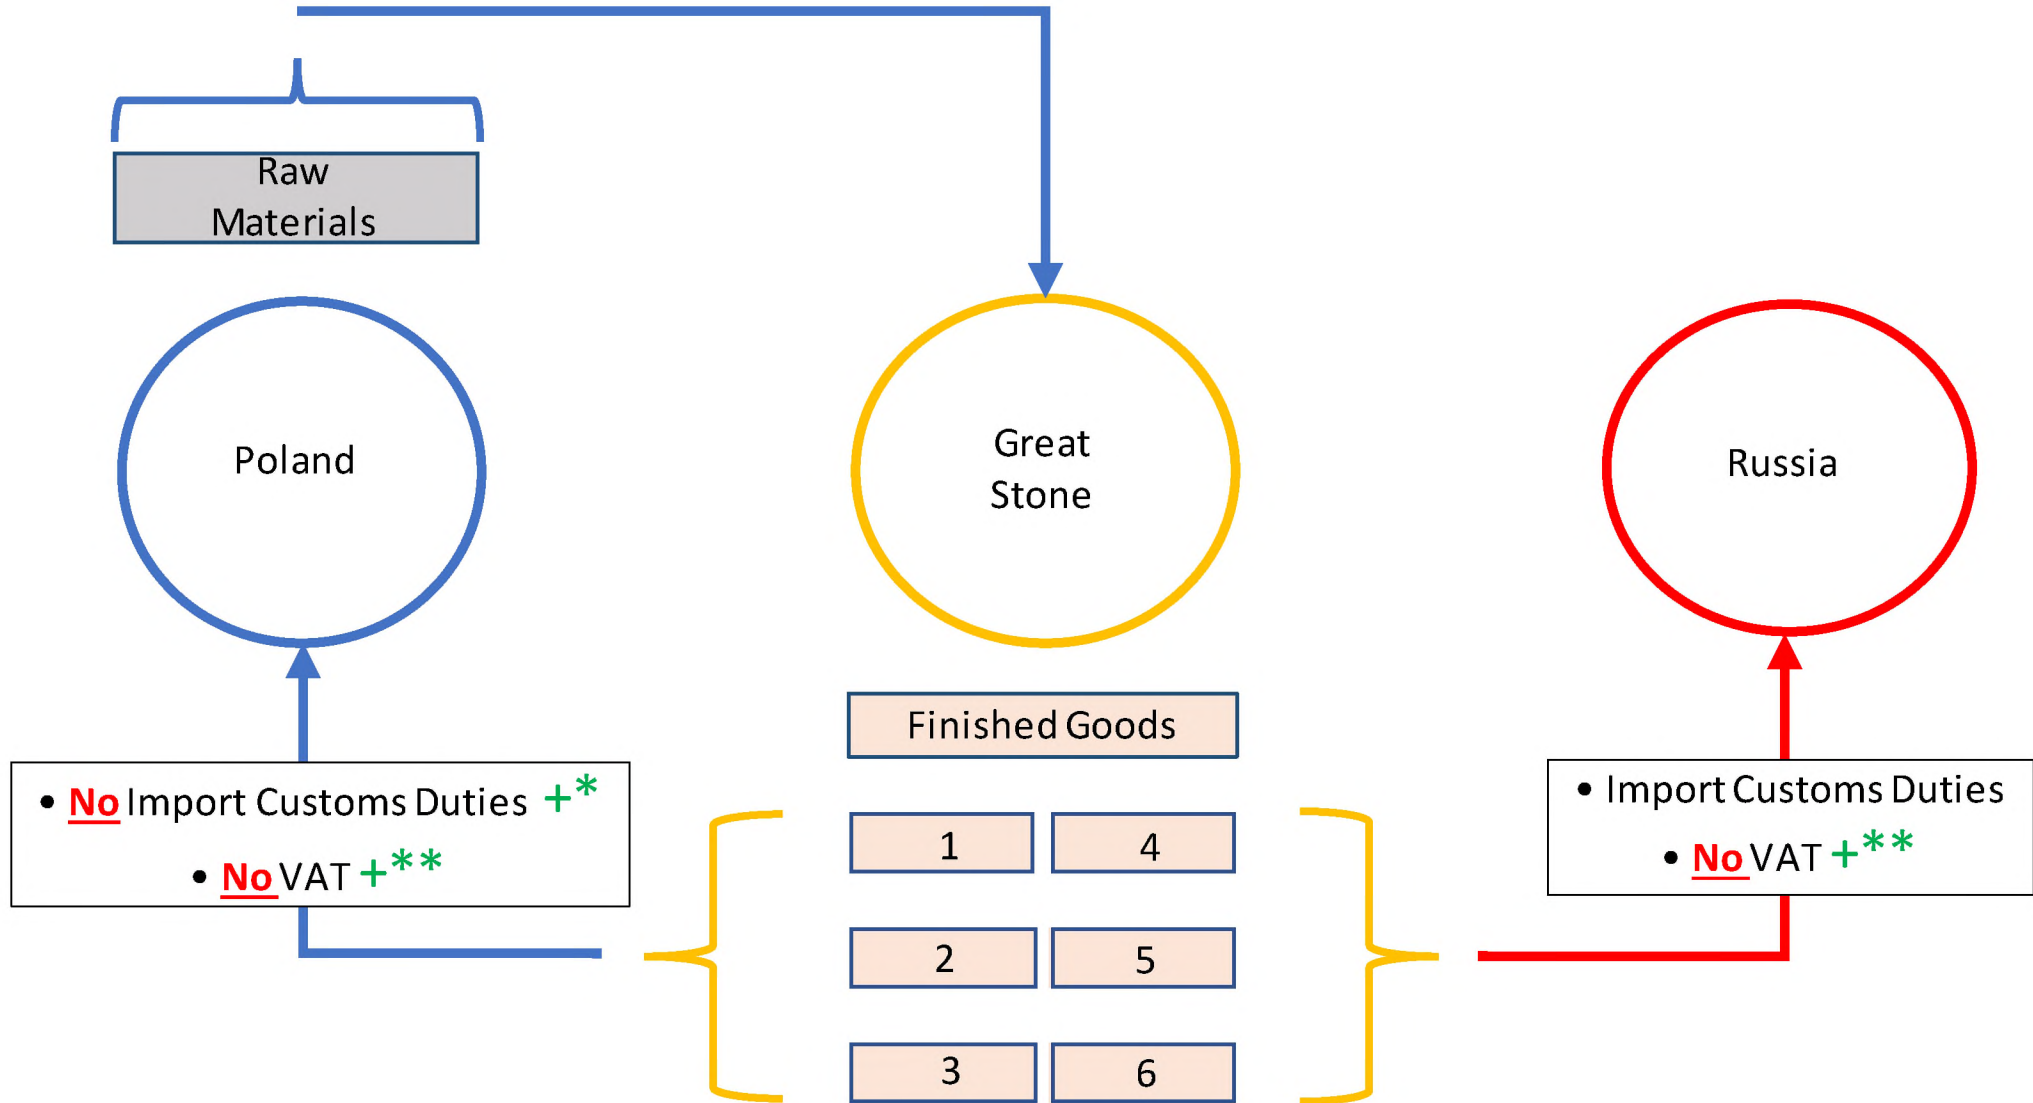 Raw
Materials
Poland
Great
Stone
Russia
Finished Goods
• No Import Customs Duties +*
• No VAT +**
1
4
2
5
3
6
• Import Customs Duties
• No VAT +**